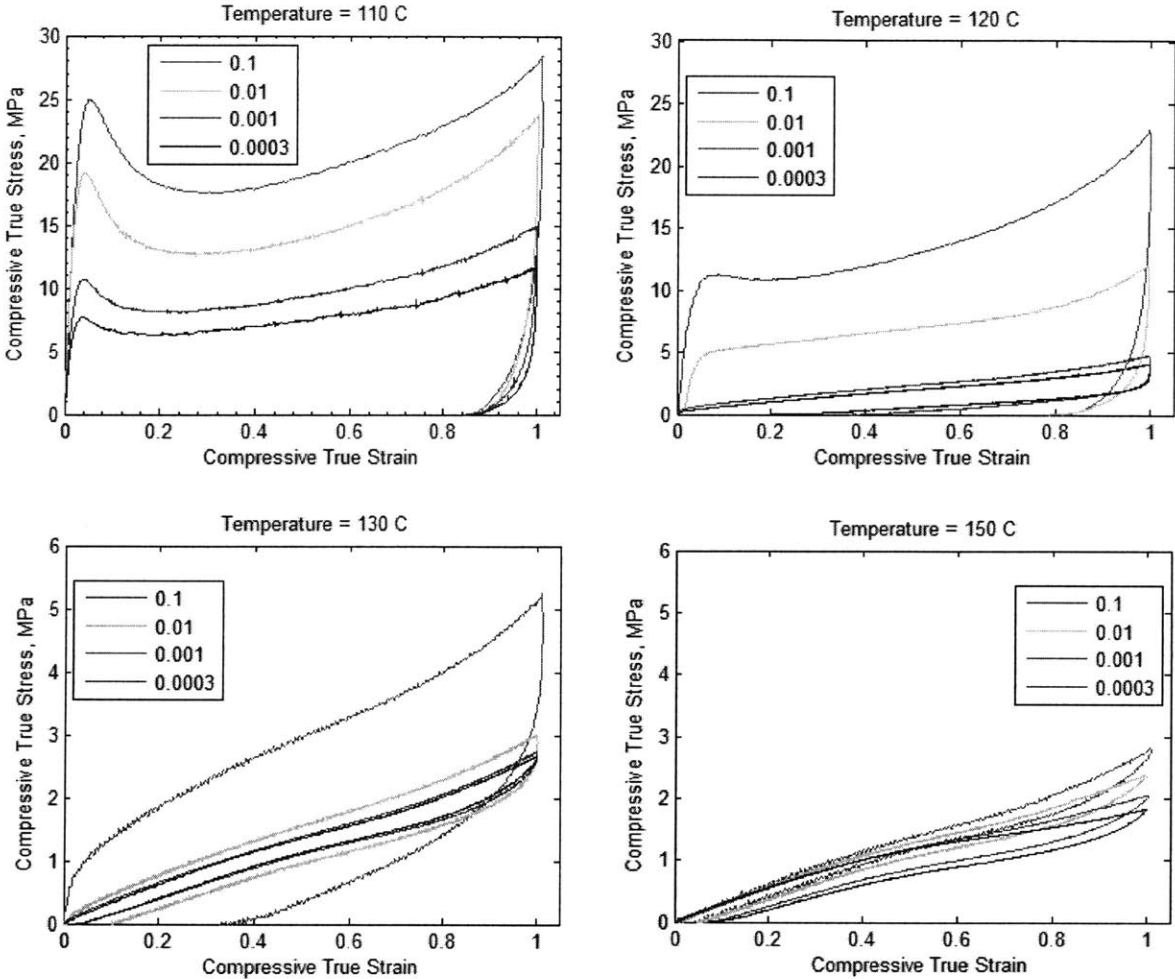 Temperature = 110 C
30
25
20
15
10
5
0
Compressive True Stress, MPa
0.1
0.01
0.001
0.0003
0 0.2 0.4 0.6 0.8 1
Compressive True Strain
Temperature = 120 C
30
25
20
15
10
5
0
Compressive True Stress, MPa
0.1
0.01
0.001
0.0003
0 0.2 0.4 0.6 0.8 1
Compressive True Strain
Temperature = 130 C
6
5
4
3
2
1
0
Compressive True Stress, MPa
0.1
0.01
0.001
0.0003
0 0.2 0.4 0.6 0.8 1
Compressive True Strain
Temperature = 150 C
6
5
4
3
2
1
0
Compressive True Stress, MPa
0.1
0.01
0.001
0.0003
0 0.2 0.4 0.6 0.8 1
Compressive True Strain